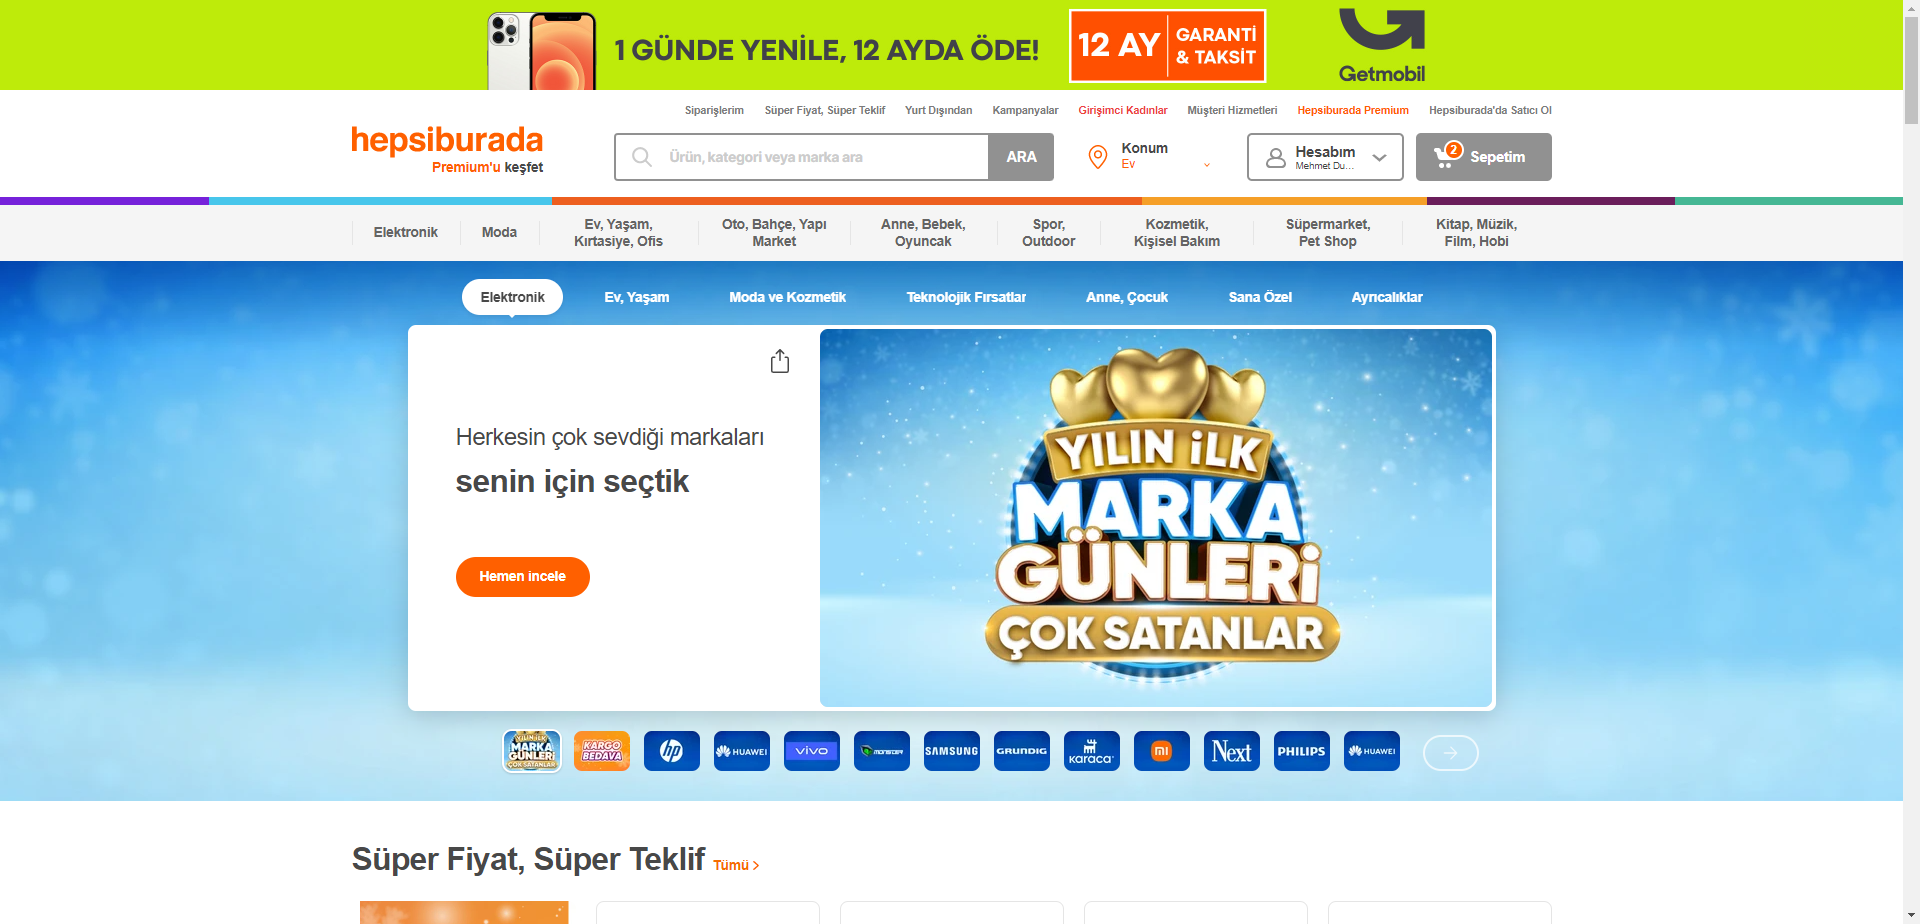 1 GÜNDE YENİLE, 12 AYDA ÖDE!
12 AY
GARANTİ
& TAKSİT
Getmobil
Siparişlerim
Süper Fiyat, Süper Teklif
Yurt Dışından
Kampanyalar
Girişimci Kadınlar
Müşteri Hizmetleri
Hepsiburada Premium
Hepsiburada'da Satıcı Ol
hepsiburada
Premium'u keşfet
Ürün, kategori veya marka ara
ARA
Konum
Ev
Hesabım
Mehmet Du...
2
Sepetim
Elektronik
Moda
Ev, Yaşam,
Kırtasiye, Ofis
Oto, Bahçe, Yapı
Market
Anne, Bebek,
Oyuncak
Spor,
Outdoor
Kozmetik,
Kişisel Bakım
Süpermarket,
Pet Shop
Kitap, Müzik,
Film, Hobi
Elektronik
Ev, Yaşam
Moda ve Kozmetik
Teknolojik Fırsatlar
Anne, Çocuk
Sana Özel
Ayrıcalıklar
Herkesin çok sevdiği markaları
senin için seçtik
Hemen incele
YILIN İLK
MARKA
GÜNLERİ
ÇOK SATANLAR
YILIN İLK
MARKA
GÜNLERİ
ÇOK SATANLAR
KARGO
BEDAVA
hp
HUAWEI
vivo
MONSTER
SAMSUNG
GRUNDIG
karaca
mi
Next
PHILIPS
HUAWEI
Süper Fiyat, Süper Teklif
Tümü >